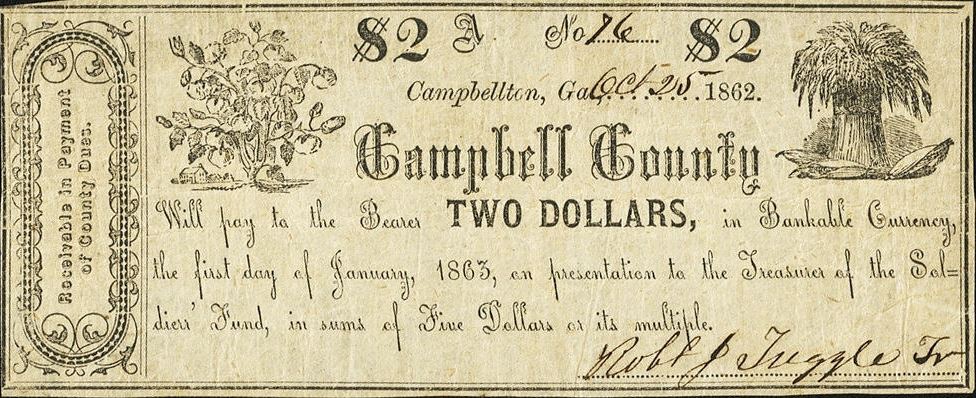 Receivable in Payment
of County Dues.
$2 A. No 76 $2
Campbellton, Ga. Oct 25 1862.
Campbell County
Will pay to the Bearer TWO DOLLARS, in Bankable Currency,
the first day of January, 1863, on presentation to the Treasurer of the Sol=
diers' Fund, in sums of Five Dollars or its multiple.
Robt J Tuggle Tr